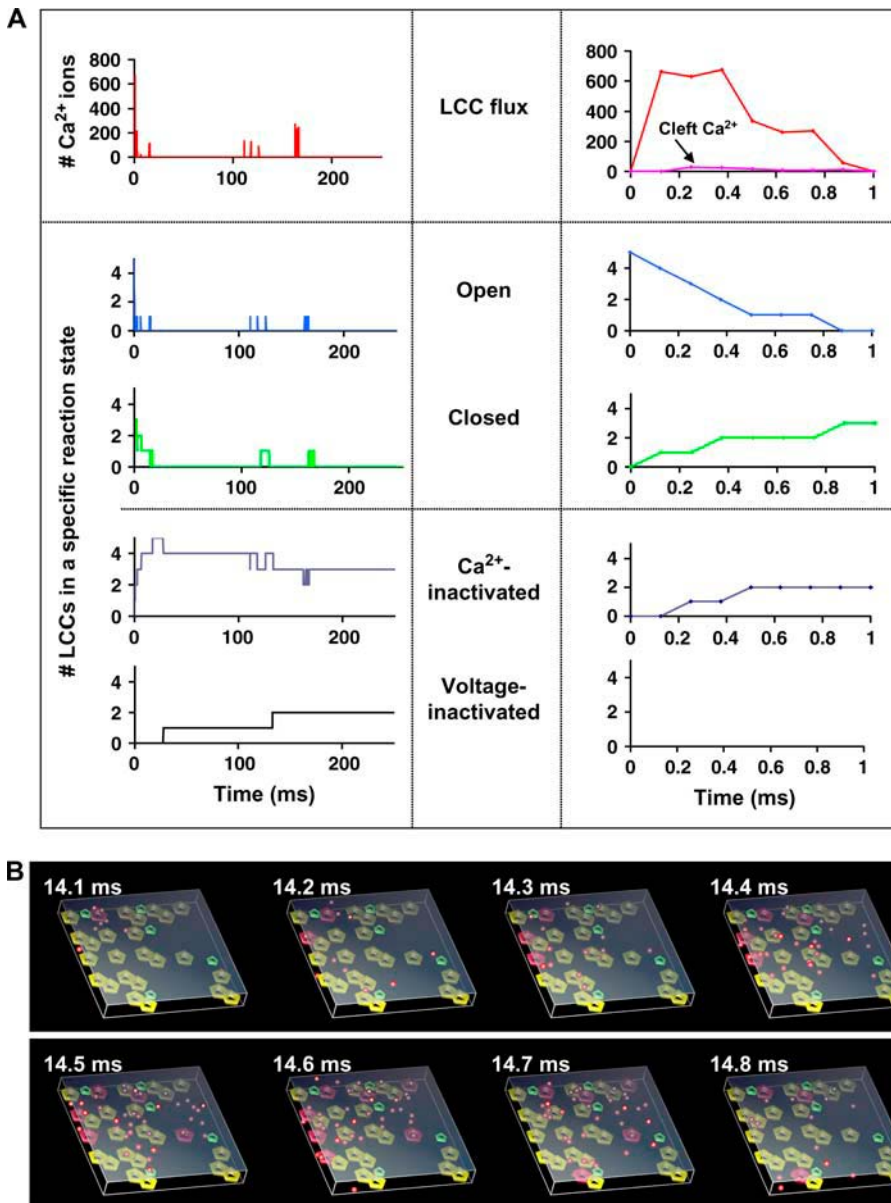 A
# Ca²⁺ ions
800
600
400
200
0
0 100 200
LCC flux
800
600
400
200
0
Cleft Ca²⁺
0 0.2 0.4 0.6 0.8 1
# LCCs in a specific reaction state
4
2
0
0 100 200
Open
4
2
0
0 0.2 0.4 0.6 0.8 1
4
2
0
0 100 200
Closed
4
2
0
0 0.2 0.4 0.6 0.8 1
4
2
0
0 100 200
Ca²⁺-
inactivated
4
2
0
0 0.2 0.4 0.6 0.8 1
4
2
0
0 100 200
Time (ms)
Voltage-
inactivated
4
2
0
0 0.2 0.4 0.6 0.8 1
Time (ms)
B
14.1 ms 14.2 ms 14.3 ms 14.4 ms
14.5 ms 14.6 ms 14.7 ms 14.8 ms